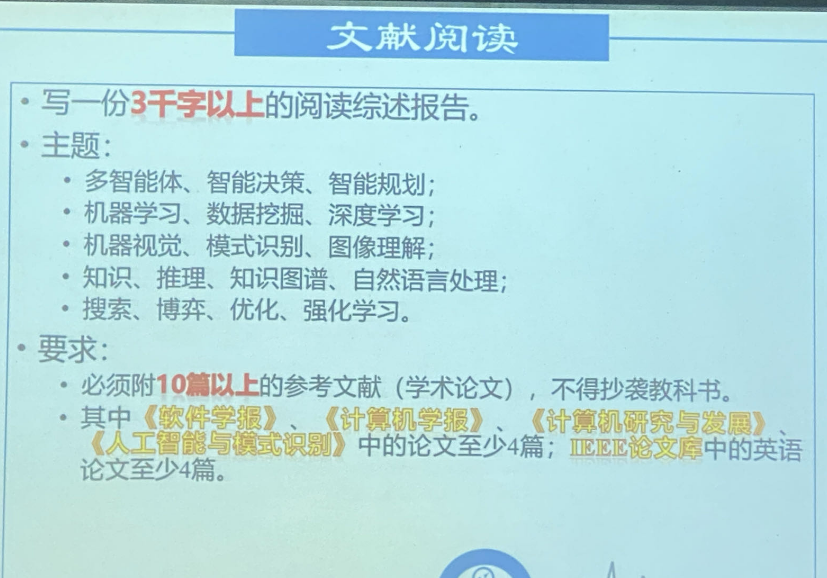 文献阅读
• 写一份3千字以上的阅读综述报告。
• 主题：
• 多智能体、智能决策、智能规划；
• 机器学习、数据挖掘、深度学习；
• 机器视觉、模式识别、图像理解；
• 知识、推理、知识图谱、自然语言处理；
• 搜索、博弈、优化、强化学习。
• 要求：
• 必须附10篇以上的参考文献（学术论文），不得抄袭教科书。
• 其中《软件学报》、《计算机学报》、《计算机研究与发展》、
《人工智能与模式识别》中的论文至少4篇；IEEE论文库中的英语
论文至少4篇。